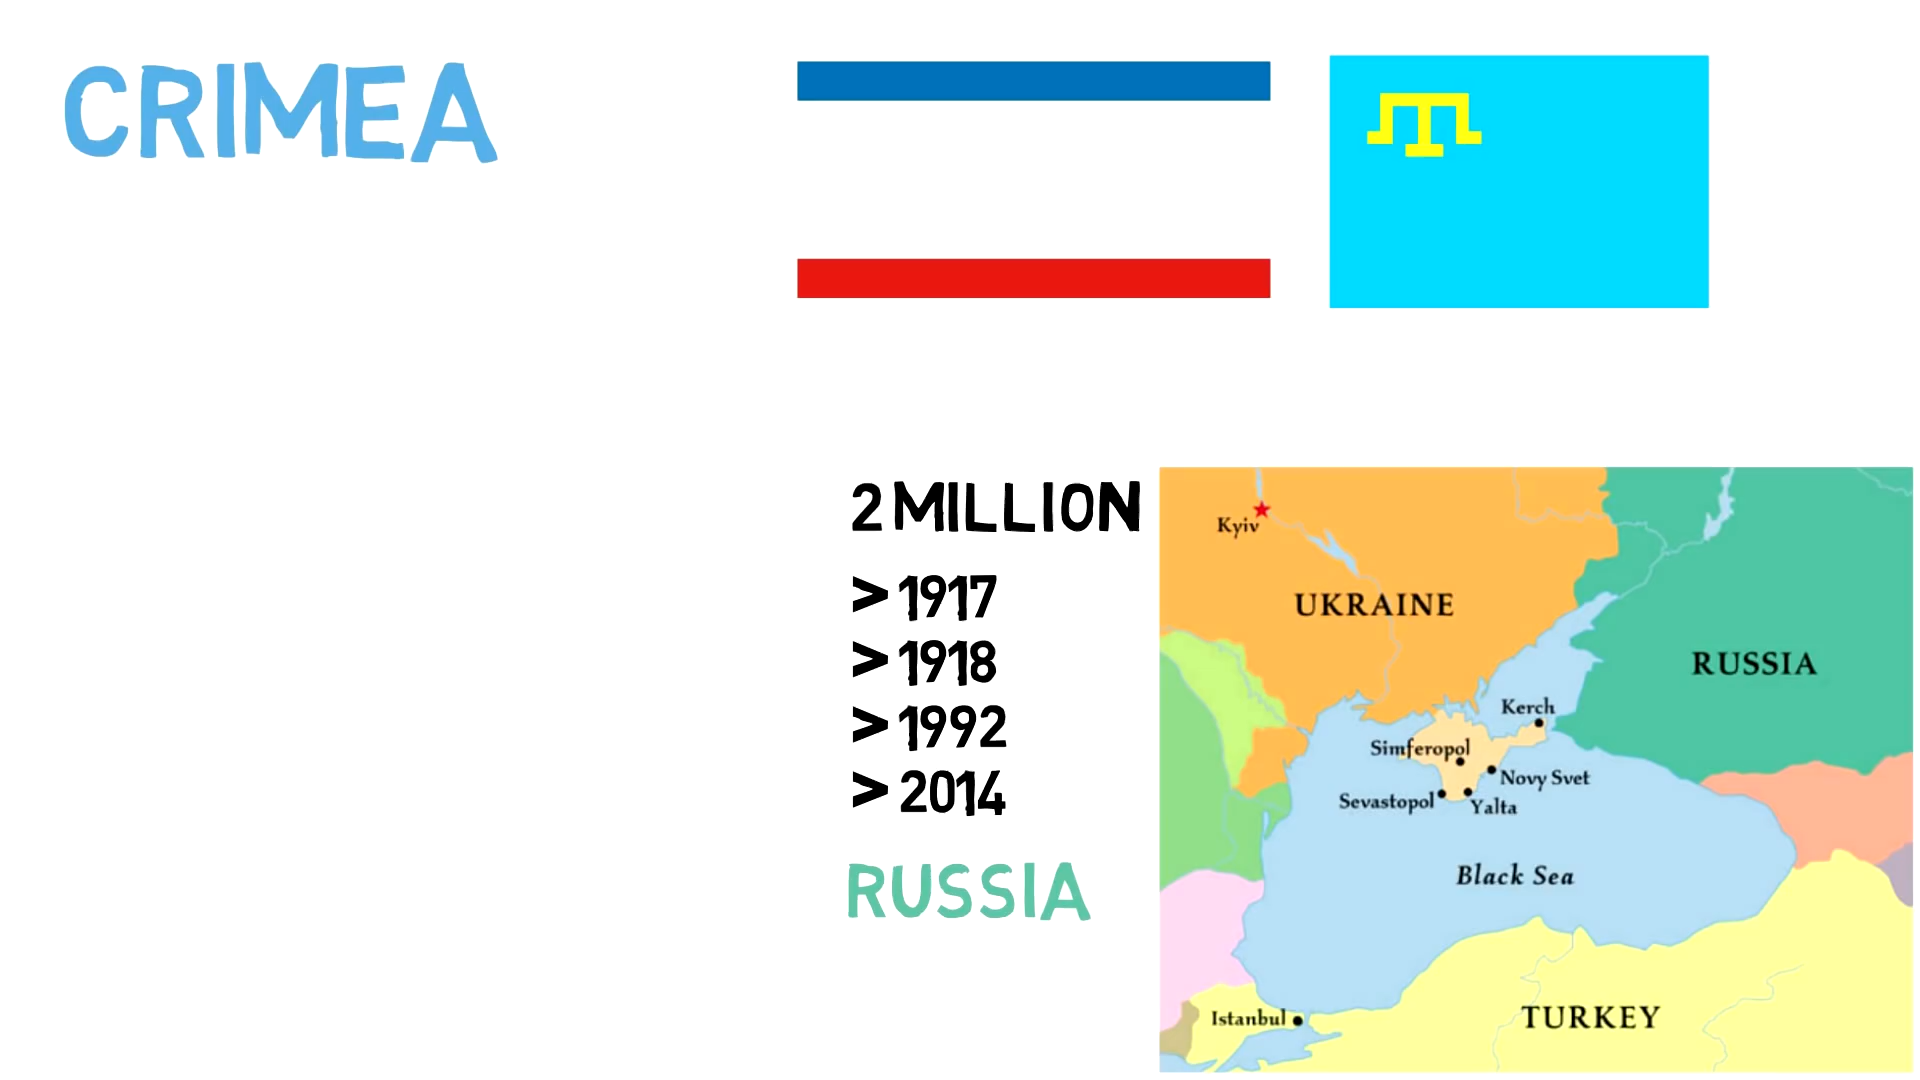 CRIMEA
2 MILLION
> 1917
> 1918
> 1992
> 2014
RUSSIA
Kyiv
UKRAINE
RUSSIA
Kerch
Simferopol
Novy Svet
Sevastopol
Yalta
Black Sea
Istanbul
TURKEY